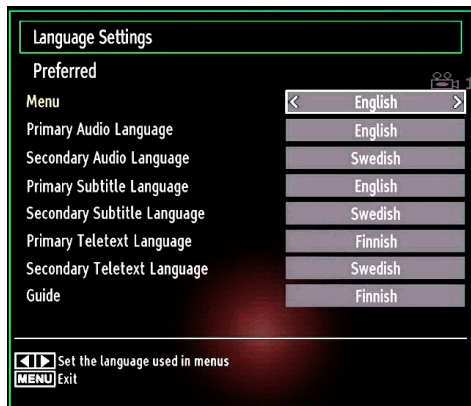 Language Settings
Preferred
Menu < English >
Primary Audio Language English
Secondary Audio Language Swedish
Primary Subtitle Language English
Secondary Subtitle Language Swedish
Primary Teletext Language Finnish
Secondary Teletext Language Swedish
Guide Finnish
Set the language used in menus
MENU Exit